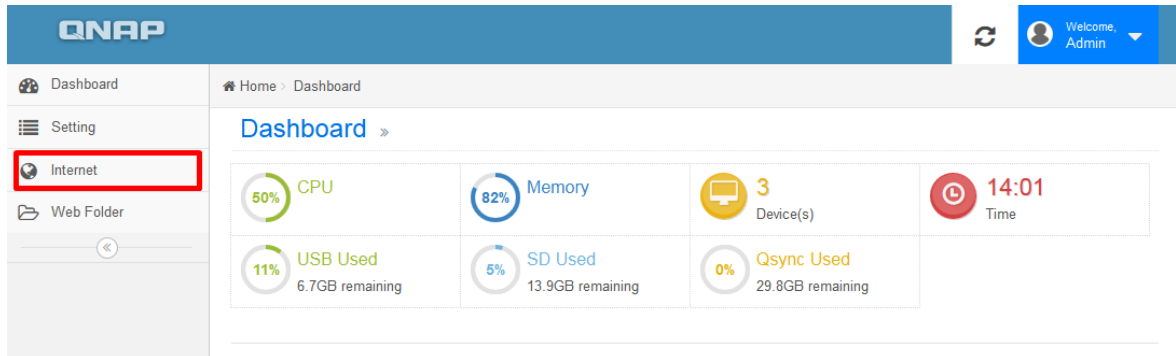 QNAP
Welcome,
Admin
Dashboard
Setting
Internet
Web Folder
Home > Dashboard
Dashboard »
50%
CPU
82%
Memory
3
Device(s)
14:01
Time
11%
USB Used
6.7GB remaining
5%
SD Used
13.9GB remaining
0%
Qsync Used
29.8GB remaining